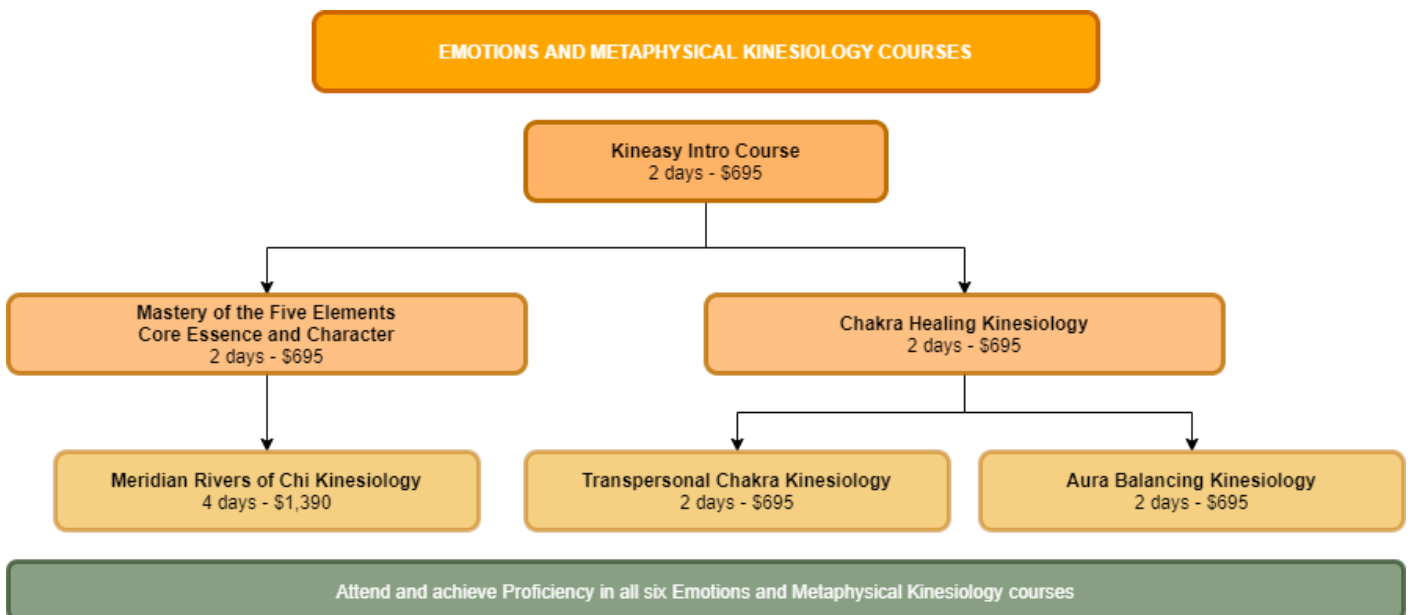 EMOTIONS AND METAPHYSICAL KINESIOLOGY COURSES
Kineasy Intro Course
2 days - $695
Mastery of the Five Elements
Core Essence and Character
2 days - $695
Chakra Healing Kinesiology
2 days - $695
Meridian Rivers of Chi Kinesiology
4 days - $1,390
Transpersonal Chakra Kinesiology
2 days - $695
Aura Balancing Kinesiology
2 days - $695
Attend and achieve Proficiency in all six Emotions and Metaphysical Kinesiology courses